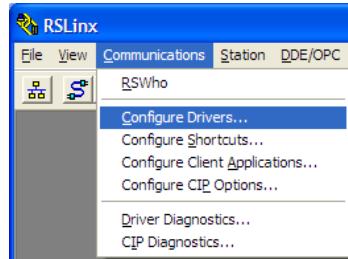 RSLinx
File View Communications Station DDE/OPC
RSWho
Configure Drivers...
Configure Shortcuts...
Configure Client Applications...
Configure CIP Options...
Driver Diagnostics...
CIP Diagnostics...